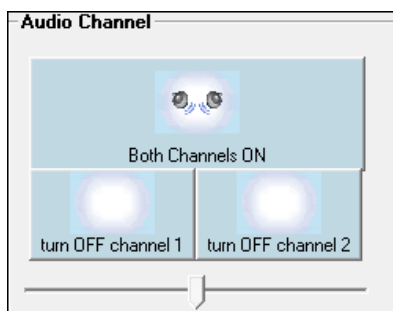 Audio Channel
Both Channels ON
turn OFF channel 1
turn OFF channel 2